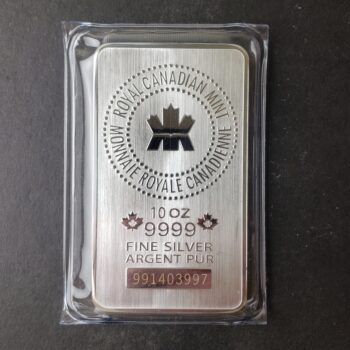 ROYAL CANADIAN MINT
MONNAIE ROYALE CANADIENNE
10 OZ
9999
FINE SILVER
ARGENT PUR
991403997